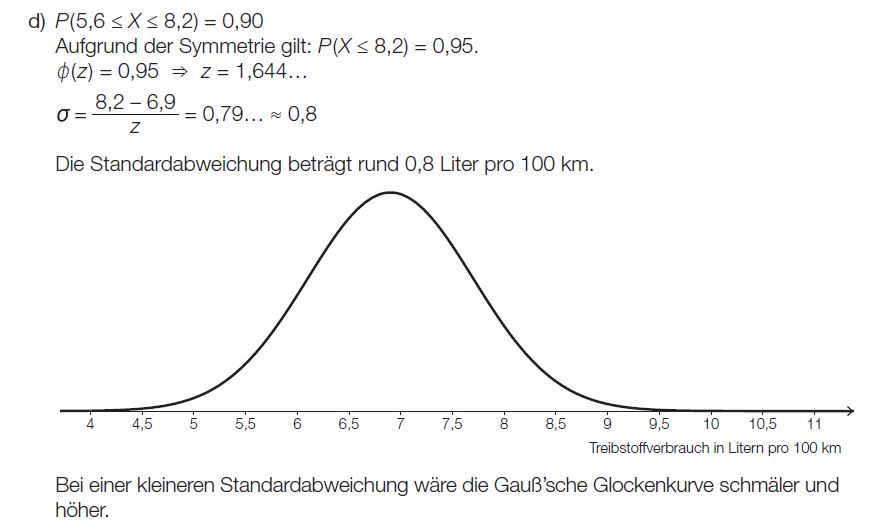 d) P(5,6 ≤ X ≤ 8,2) = 0,90
Aufgrund der Symmetrie gilt: P(X ≤ 8,2) = 0,95.
ϕ(z) = 0,95 ⇒ z = 1,644…
σ = (8,2 – 6,9)/z = 0,79… ≈ 0,8
Die Standardabweichung beträgt rund 0,8 Liter pro 100 km.
4 4,5 5 5,5 6 6,5 7 7,5 8 8,5 9 9,5 10 10,5 11
Treibstoffverbrauch in Litern pro 100 km
Bei einer kleineren Standardabweichung wäre die Gauß’sche Glockenkurve schmäler und
höher.